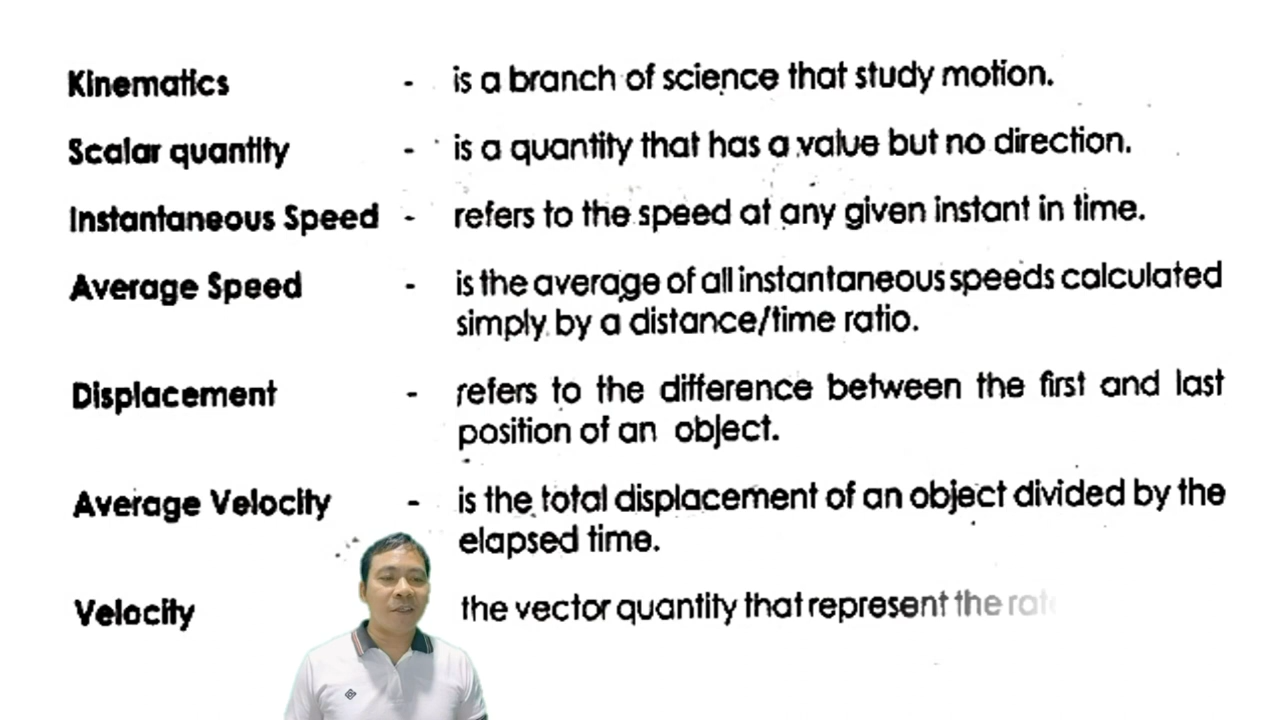 Kinematics - is a branch of science that study motion.
Scalar quantity - is a quantity that has a value but no direction.
Instantaneous Speed - refers to the speed at any given instant in time.
Average Speed - is the average of all instantaneous speeds calculated
simply by a distance/time ratio.
Displacement - refers to the difference between the first and last
position of an object.
Average Velocity - is the total displacement of an object divided by the
elapsed time.
Velocity the vector quantity that represent the